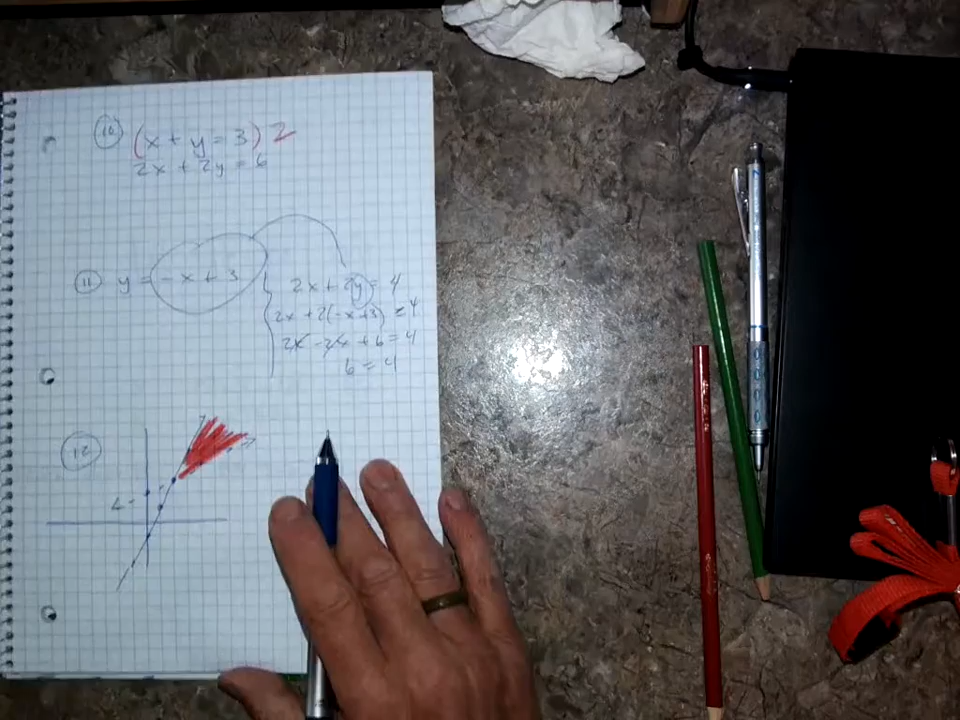 10 (x + y = 3) 2
2x + 2y = 6
11 y = -x + 3
2x + 2y = 4
2x + 2(-x+3) = 4
2x - 2x + 6 = 4
6 = 4
12